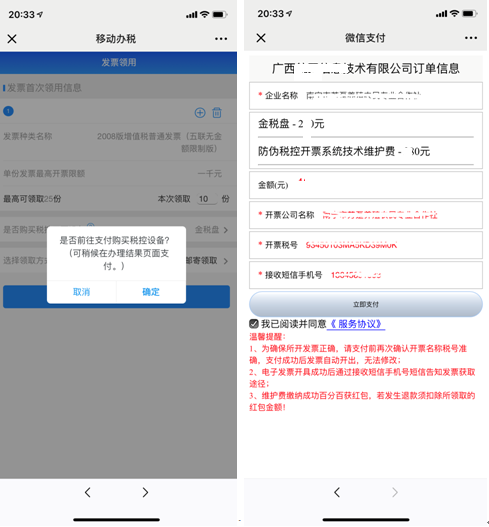 20:33
移动办税
发票领用
发票首次领用信息
1
发票种类名称
2008版增值税普通发票（五联无金
额限制版）
单份发票最高开票限额
一千元
最高可领取25份
本次领取
10
份
是否购买税控
金税盘
选择领取方式
邮寄领取
是否前往支付购买税控设备?
（可稍候在办理结果页面支
付。）
取消
确定
20:33
微信支付
广西
技术有限公司订单信息
* 企业名称
金税盘 - 2
0元
防伪税控开票系统技术维护费 -
80元
金额(元)
* 开票公司名称
* 开票税号
* 接收短信手机号
立即支付
我已阅读并同意《 服务协议》
温馨提醒：
1、为确保所开发票正确，请支付前再次确认开票名称税号准
确，支付成功后发票自动开出，无法修改；
2、电子发票开具成功后通过接收短信手机号短信告知发票获取
途径；
3、维护费缴纳成功百分百获红包，若发生退款须扣除所领取的
红包金额！